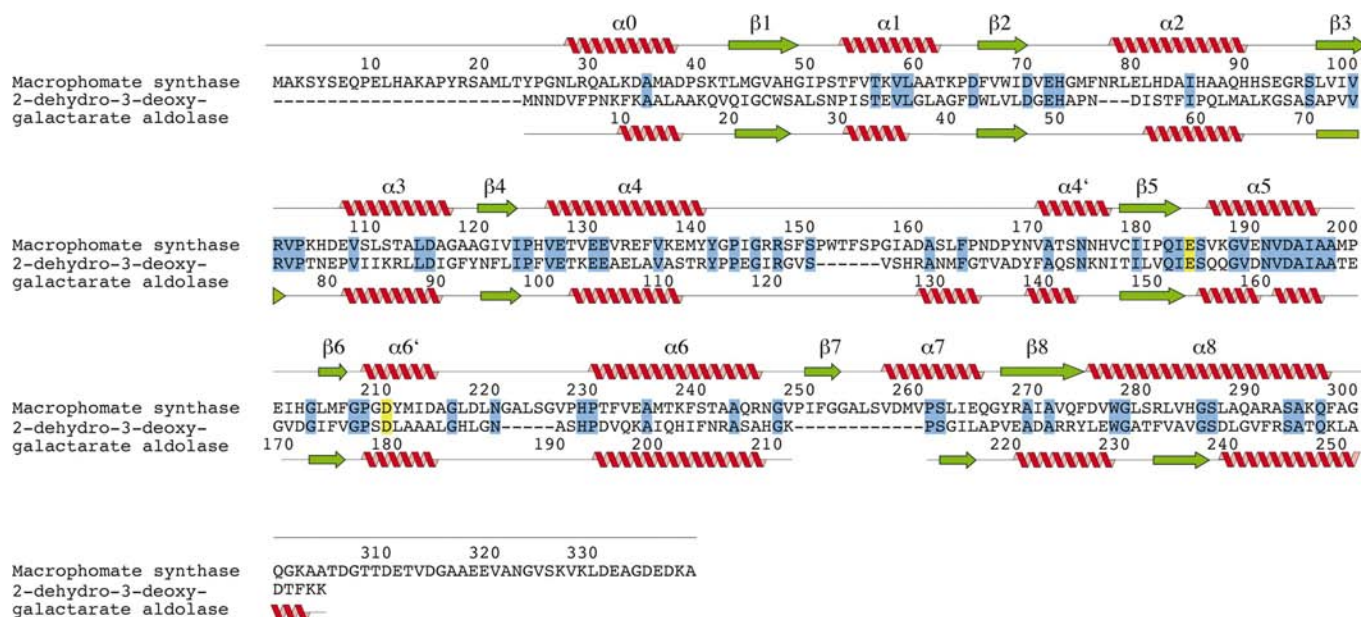 α0 β1 α1 β2 α2 β3
10 20 30 40 50 60 70 80 90 100
Macrophomate synthase MAKSYSEQPELHAKAPYRSAMLTYPGNLRQALKDAMADPSKTLMGVAHGIPSTFVTKVLAATKPDFVWIDVEHGMFNRLELHDAIHAAQHHSEGRSLVIV
2-dehydro-3-deoxy- -----------------------MNNDVFPNKFKAALAAKQVQIGCWSALSNPISTEVLGLAGFDWLVLDGEHAPN---DISTFIPQLMALKGSASAPVV
galactarate aldolase 10 20 30 40 50 60 70
α3 β4 α4 α4‘ β5 α5
110 120 130 140 150 160 170 180 190 200
Macrophomate synthase RVPKHDEVSLSTALDAGAAGIVIPHVETVEEVREFVKEMYYGPIGRRSFSPWTFSPGIADASLFPNDPYNVATSNNHVCIIPQIESVKGVENVDAIAAMP
2-dehydro-3-deoxy- RVPTNEPVIIKRLLDIGFYNFLIPFVETKEEAELAVASTRYPPEGIRGVS------VSHRANMFGTVADYFAQSNKNITILVQIESQQGVDNVDAIAATE
galactarate aldolase 80 90 100 110 120 130 140 150 160
β6 α6‘ α6 β7 α7 β8 α8
210 220 230 240 250 260 270 280 290 300
Macrophomate synthase EIHGLMFGPGDYMIDAGLDLNGALSGVPHPTFVEAMTKFSTAAQRNGVPIFGGALSVDMVPSLIEQGYRAIAVQFDVWGLSRLVHGSLAQARASAKQFAG
2-dehydro-3-deoxy- GVDGIFVGPSDLAAALGHLGN-----ASHPDVQKAIQHIFNRASAHGK------------PSGILAPVEADARRYLEWGATFVAVGSDLGVFRSATQKLA
galactarate aldolase 170 180 190 200 210 220 230 240 250
310 320 330
Macrophomate synthase QGKAATDGTTDETVDGAAEEVANGVSKVKLDEAGDEDKA
2-dehydro-3-deoxy- DTFKK
galactarate aldolase